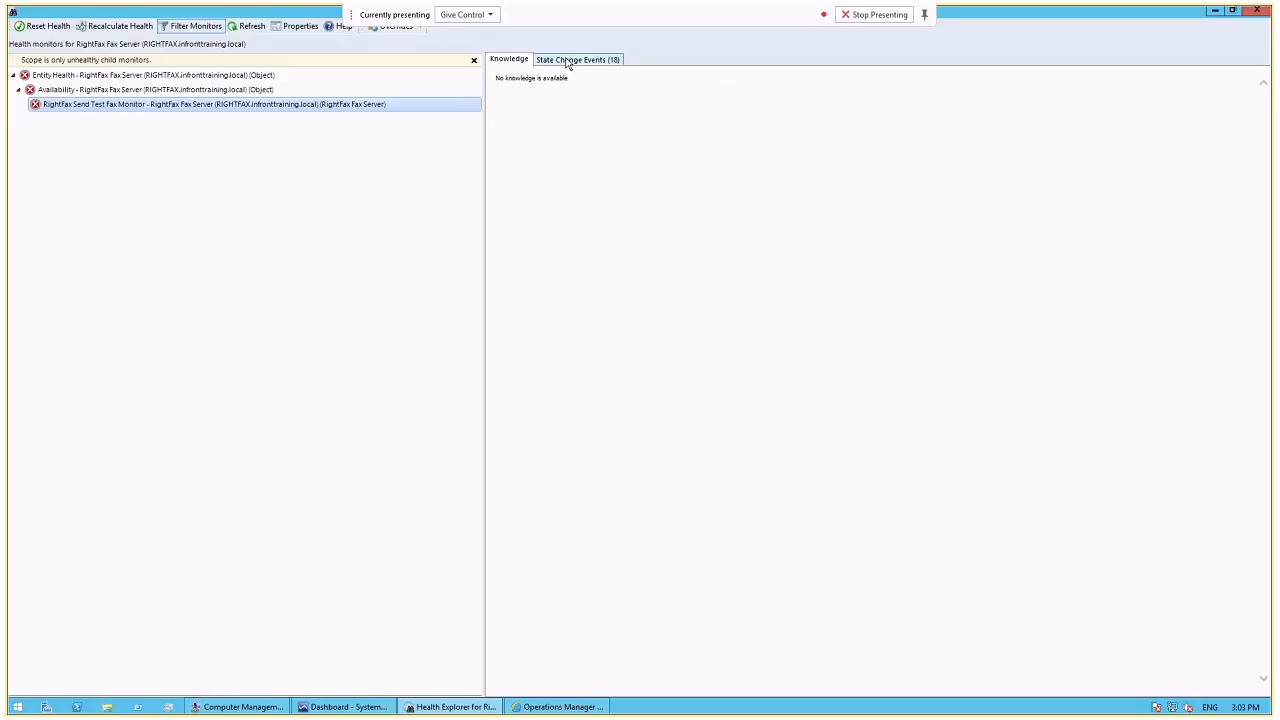 Currently presenting Give Control Stop Presenting
Reset Health Recalculate Health Filter Monitors Refresh Properties Help Overrides
Health monitors for RightFax Fax Server (RIGHTFAX.infronttraining.local)
Scope is only unhealthy child monitors.
Knowledge State Change Events (18)
Entity Health - RightFax Fax Server (RIGHTFAX.infronttraining.local) (Object)
No knowledge is available
Availability - RightFax Fax Server (RIGHTFAX.infronttraining.local) (Object)
RightFax Send Test Fax Monitor - RightFax Fax Server (RIGHTFAX.infronttraining.local) (RightFax Fax Server)
Computer Managem... Dashboard - System... Health Explorer for Ri... Operations Manager ... ENG 3:03 PM